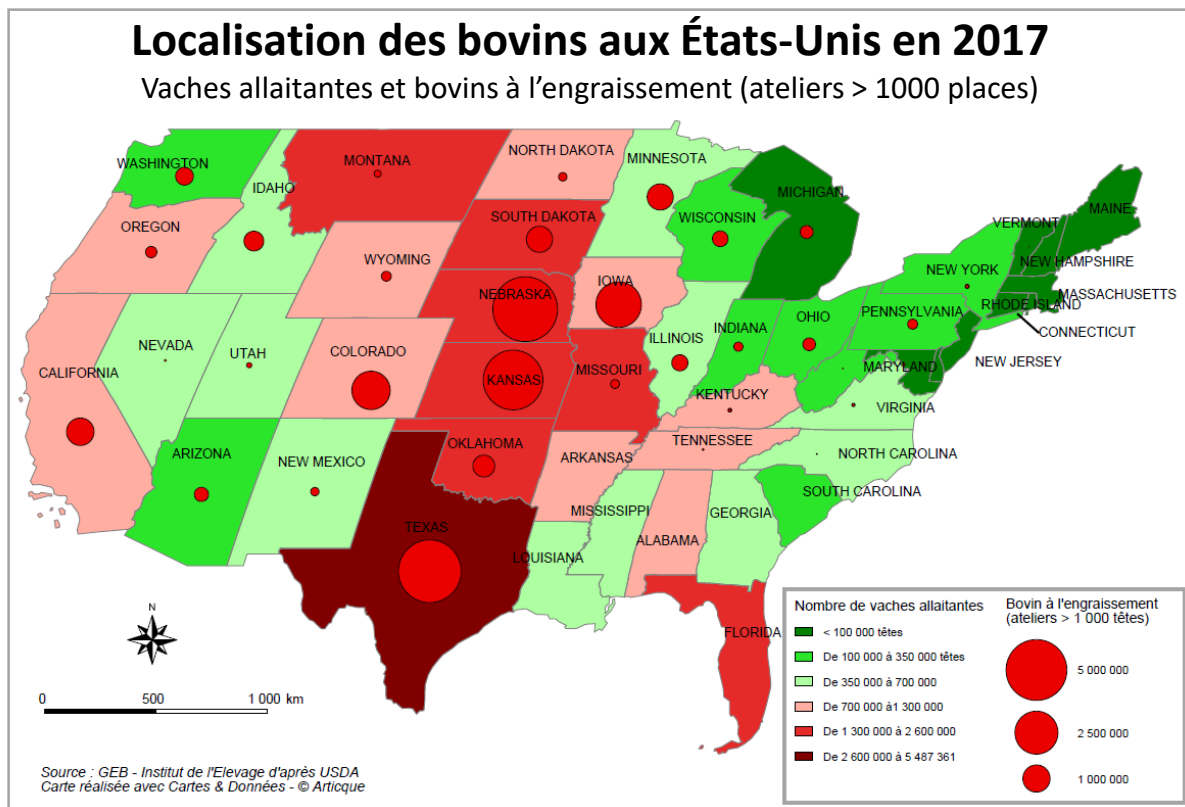 Localisation des bovins aux États-Unis en 2017
Vaches allaitantes et bovins à l'engraissement (ateliers > 1000 places)
WASHINGTON
MONTANA
NORTH DAKOTA
MINNESOTA
IDAHO
MICHIGAN
MAINE
OREGON
SOUTH DAKOTA
WISCONSIN
VERMONT
WYOMING
NEW YORK
NEW HAMPSHIRE
NEBRASKA
IOWA
MASSACHUSETTS
RHODE ISLAND
PENNSYLVANIA
CONNECTICUT
NEVADA
UTAH
COLORADO
ILLINOIS
INDIANA
OHIO
NEW JERSEY
CALIFORNIA
KANSAS
MISSOURI
MARYLAND
KENTUCKY
VIRGINIA
ARIZONA
NEW MEXICO
OKLAHOMA
ARKANSAS
TENNESSEE
NORTH CAROLINA
SOUTH CAROLINA
TEXAS
MISSISSIPPI
GEORGIA
ALABAMA
LOUISIANA
FLORIDA
N
0 500 1 000 km
Source : GEB - Institut de l'Elevage d'après USDA
Carte réalisée avec Cartes & Données - © Articque
Nombre de vaches allaitantes
< 100 000 têtes
De 100 000 à 350 000 têtes
De 350 000 à 700 000
De 700 000 à1 300 000
De 1 300 000 à 2 600 000
De 2 600 000 à 5 487 361
Bovin à l'engraissement
(ateliers > 1 000 têtes)
5 000 000
2 500 000
1 000 000